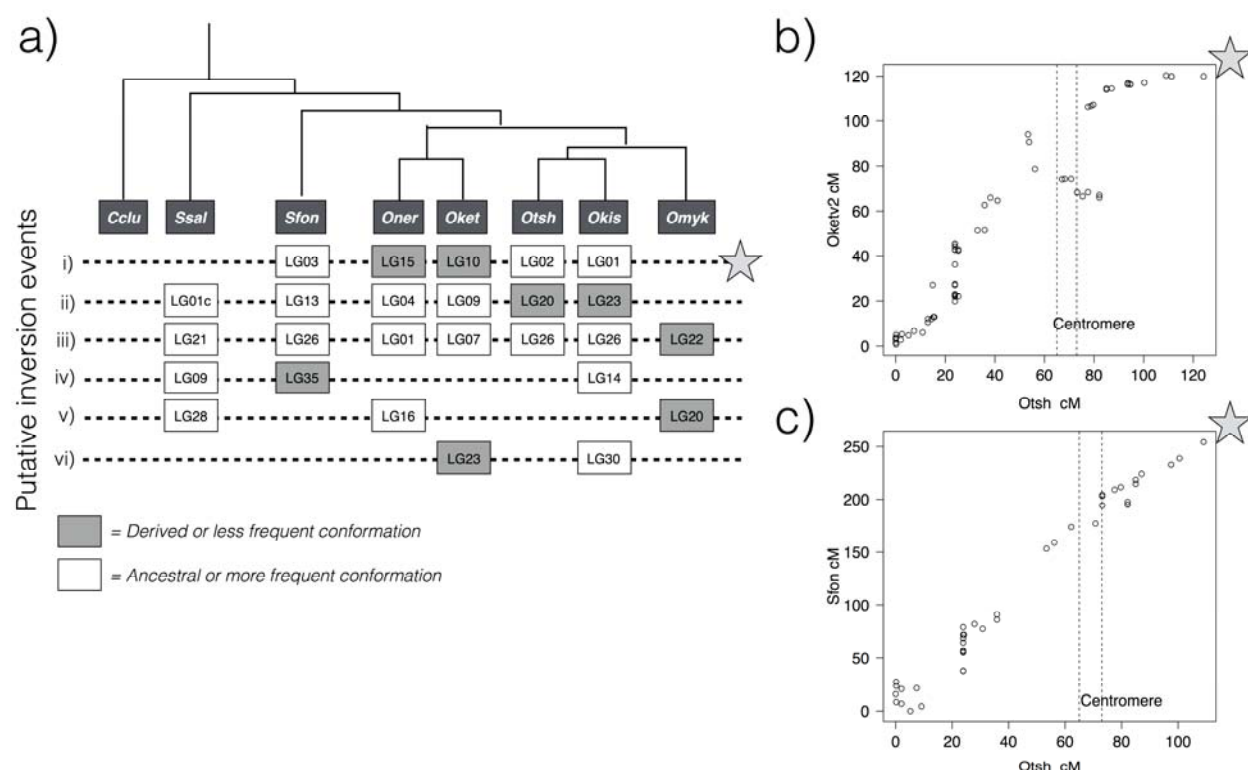 a)
Cclu Ssal Sfon Oner Oket Otsh Okis Omyk
Putative inversion events
i) LG03 LG15 LG10 LG02 LG01
ii) LG01c LG13 LG04 LG09 LG20 LG23
iii) LG21 LG26 LG01 LG07 LG26 LG26 LG22
iv) LG09 LG35 LG14
v) LG28 LG16 LG20
vi) LG23 LG30
= Derived or less frequent conformation
= Ancestral or more frequent conformation
b)
Oketv2 cM
120
100
80
60
40
20
0
Centromere
0 20 40 60 80 100 120
Otsh cM
c)
Sfon cM
250
200
150
100
50
0
Centromere
0 20 40 60 80 100
Otsh cM